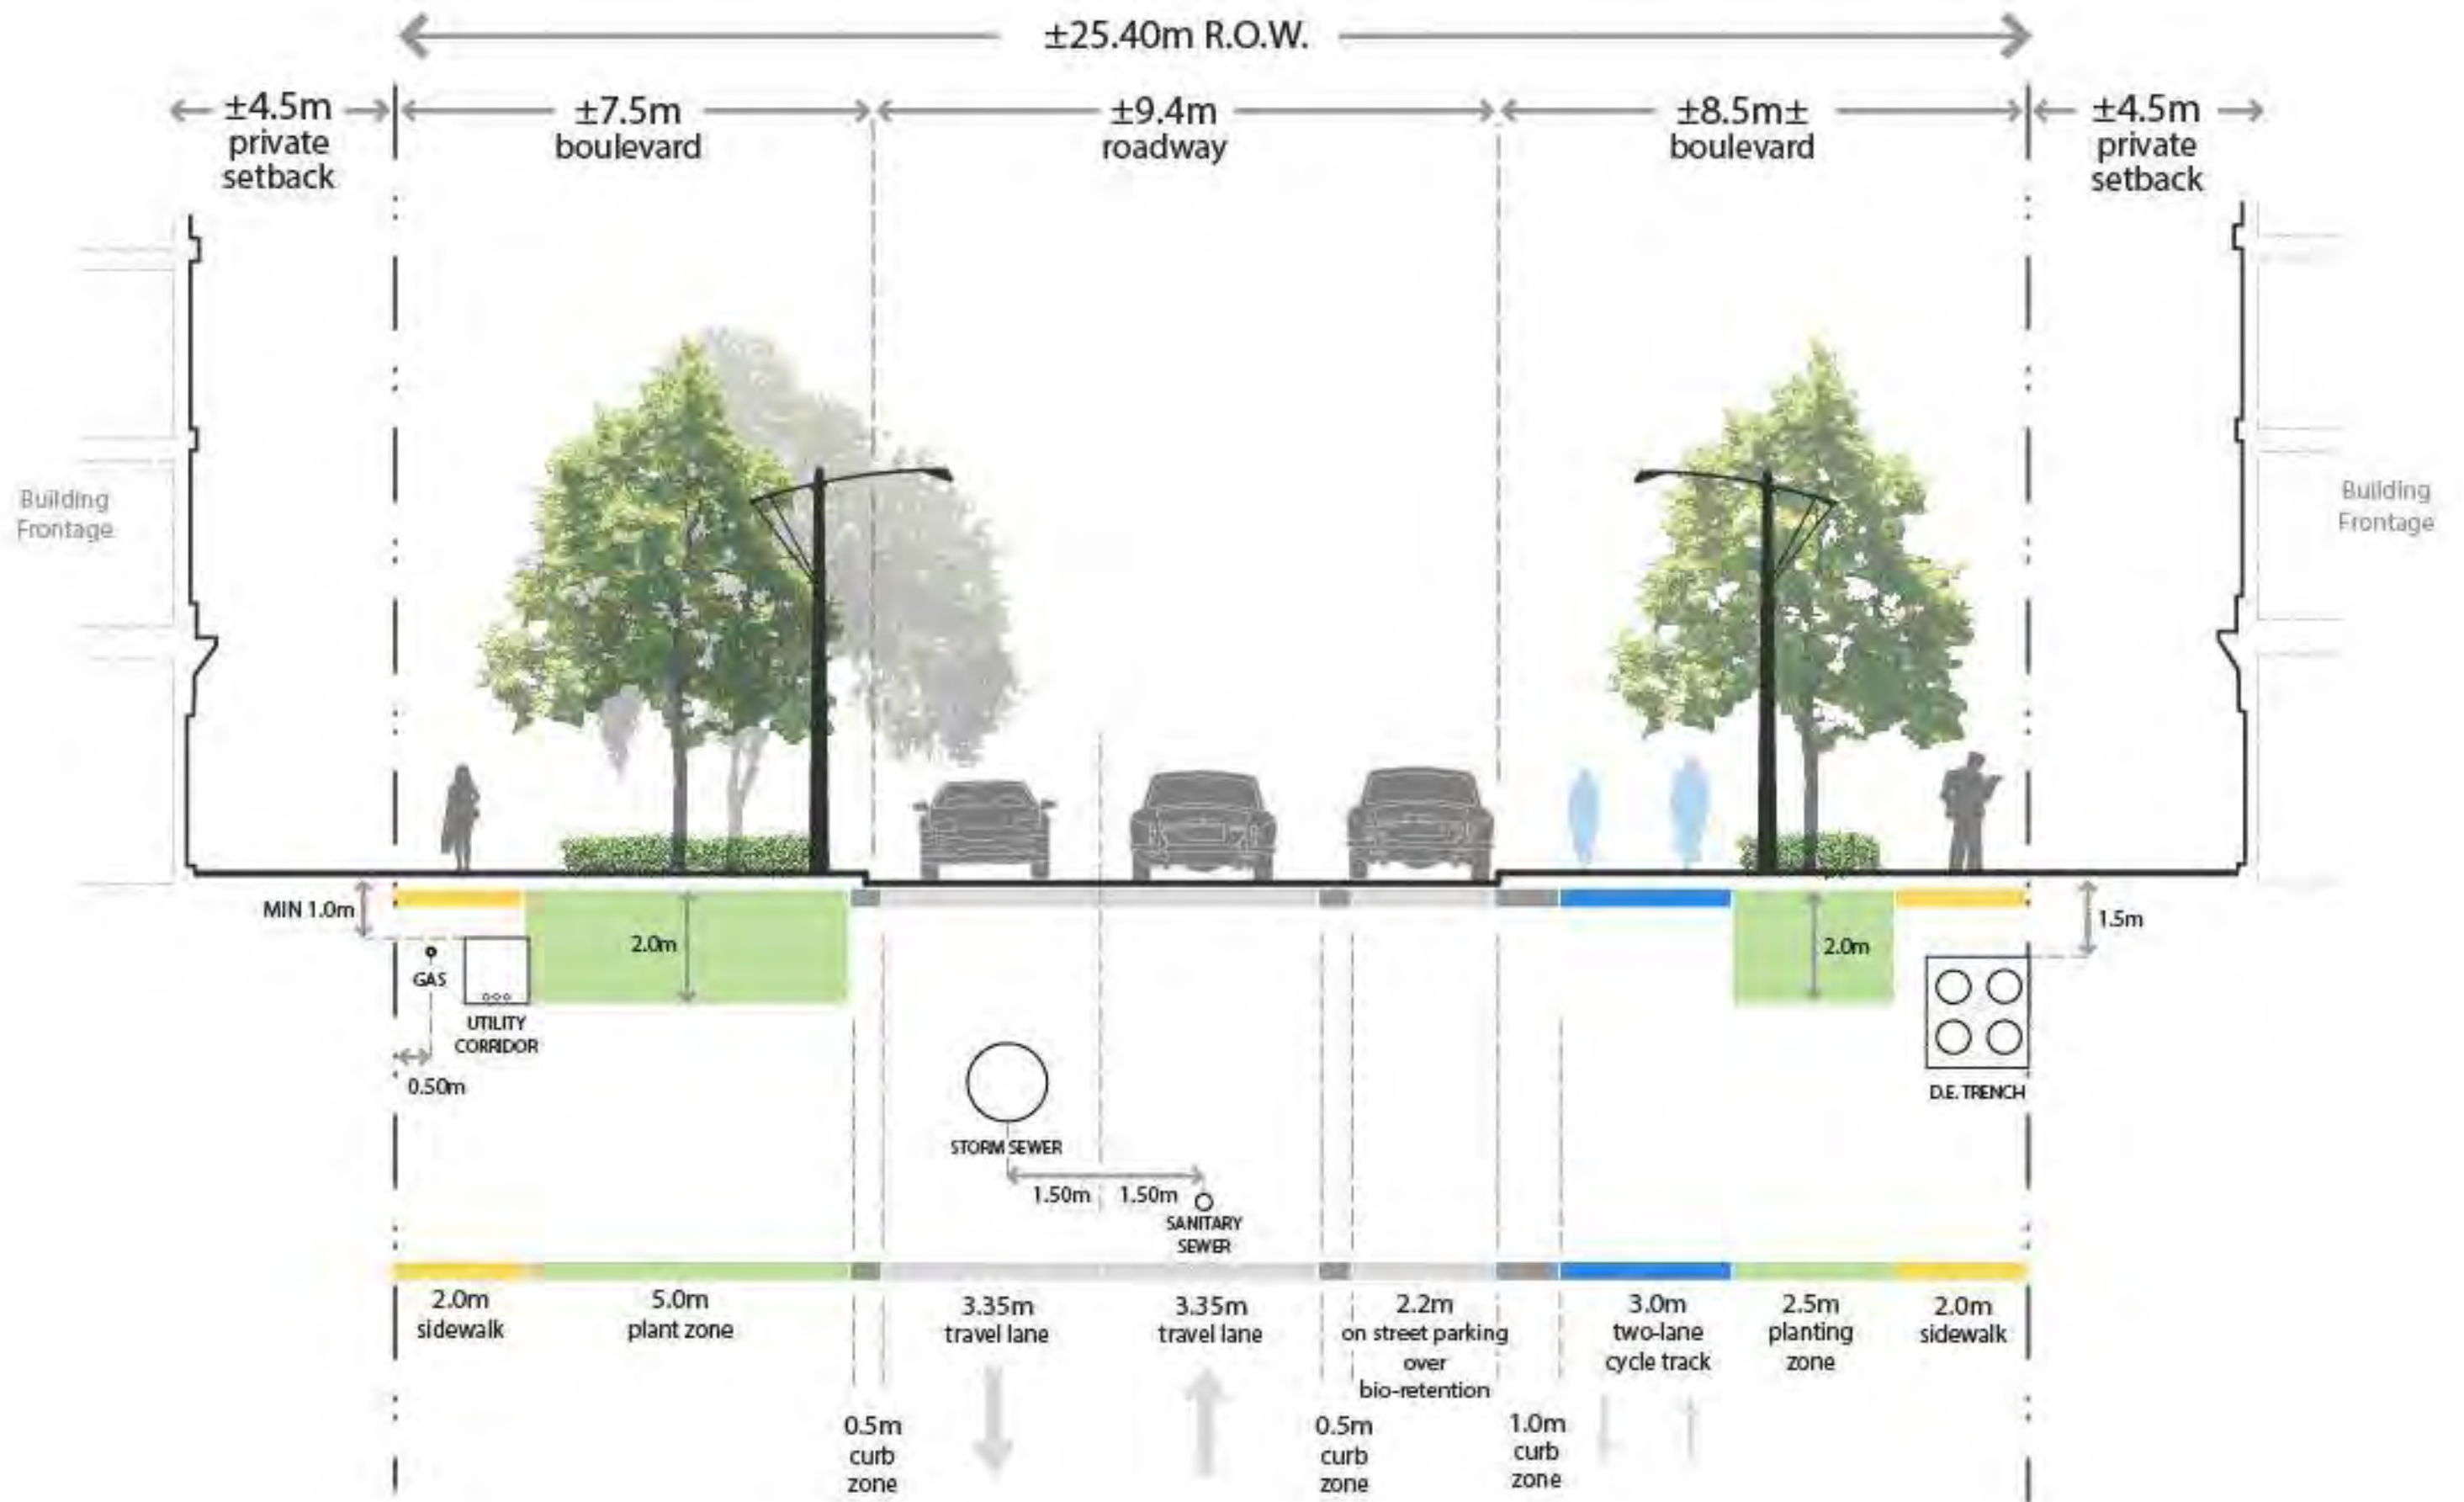 ±25.40m R.O.W.
±4.5m
private
setback
±7.5m
boulevard
±9.4m
roadway
±8.5m±
boulevard
±4.5m
private
setback
Building
Frontage
Building
Frontage
MIN 1.0m
2.0m
2.0m
1.5m
GAS
UTILITY
CORRIDOR
0.50m
D.E. TRENCH
STORM SEWER
1.50m 1.50m
SANITARY
SEWER
2.0m
sidewalk
5.0m
plant zone
3.35m
travel lane
3.35m
travel lane
2.2m
on street parking
over
bio-retention
3.0m
two-lane
cycle track
2.5m
planting
zone
2.0m
sidewalk
0.5m
curb
zone
0.5m
curb
zone
1.0m
curb
zone